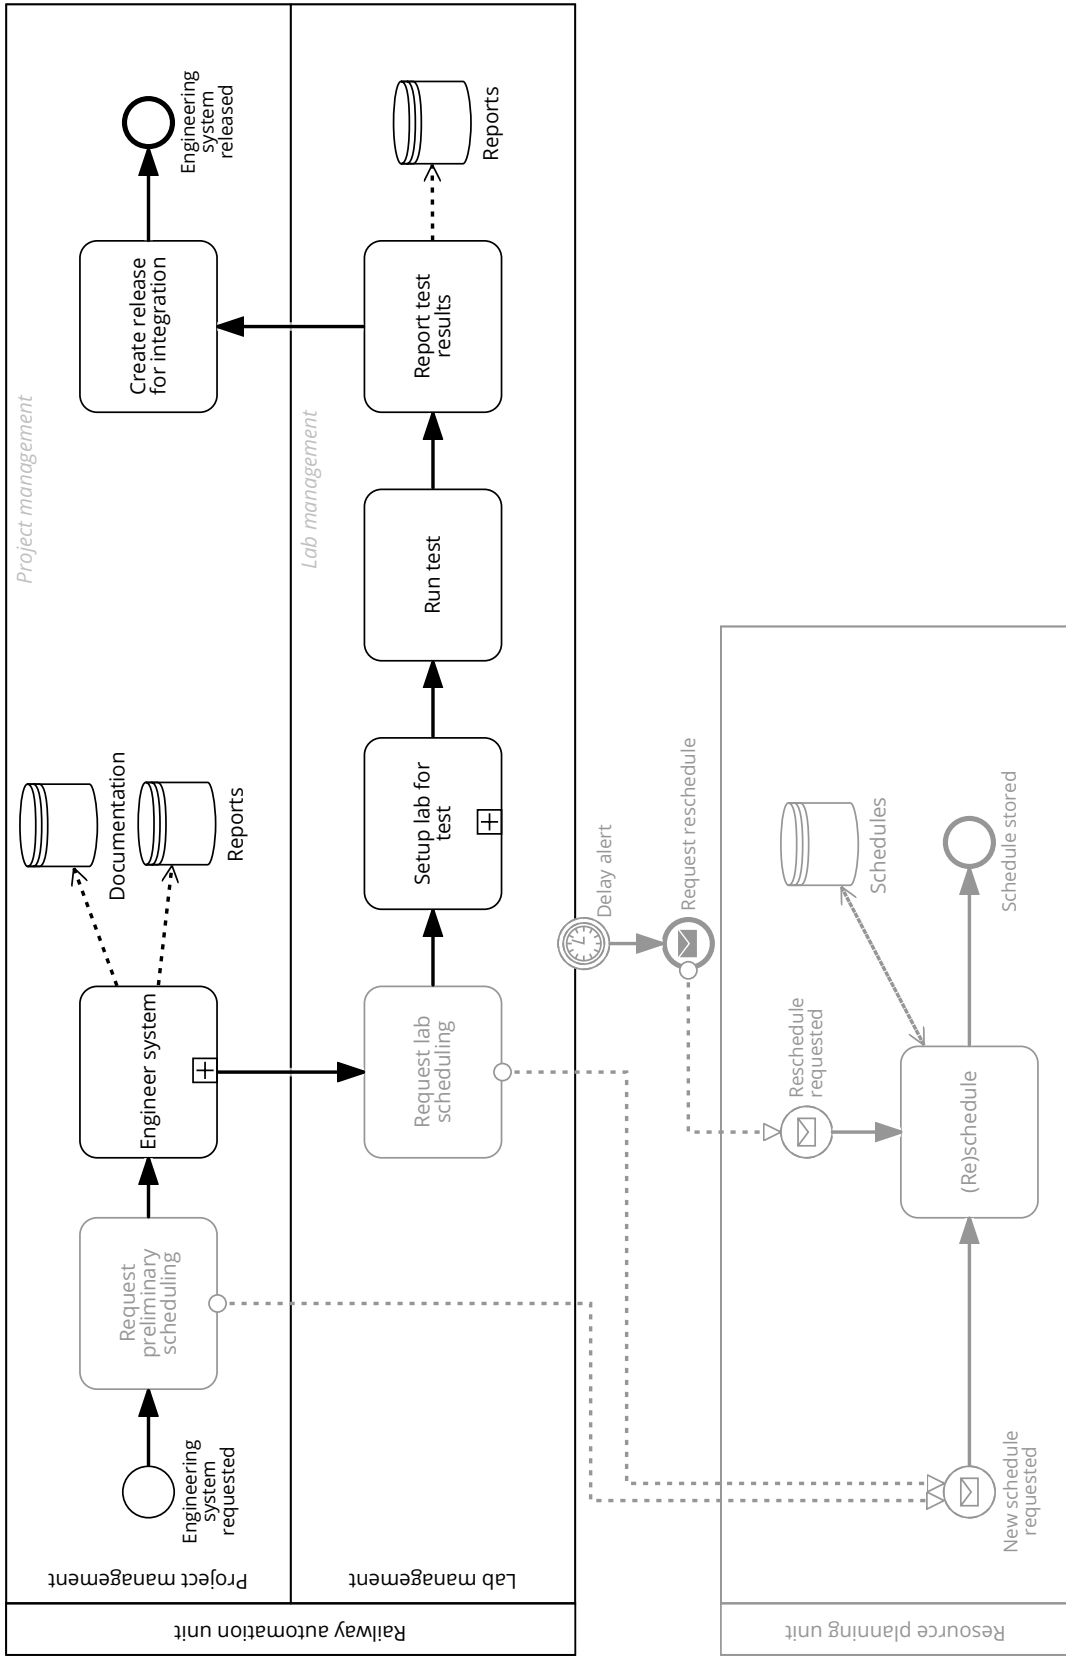 Railway automation unit
Project management
Project management
Engineering
system
requested
Request
preliminary
scheduling
Engineer system
Documentation
Reports
Create release
for integration
Engineering
system
released
Lab management
Lab management
Request lab
scheduling
Setup lab for
test
Run test
Report test
results
Reports
Delay alert
Request reschedule
Resource planning unit
New schedule
requested
Reschedule
requested
(Re)schedule
Schedules
Schedule stored